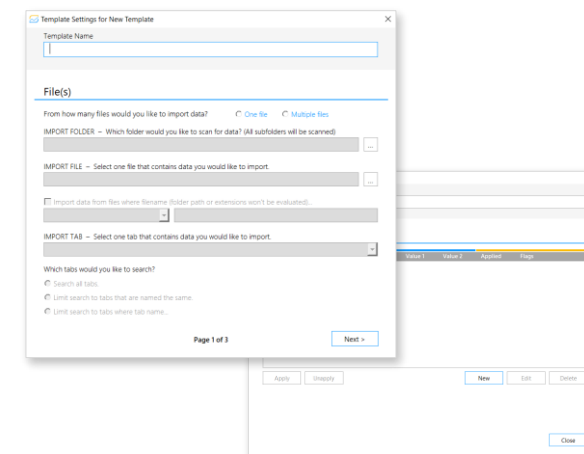 Template Settings for New Template
Template Name
File(s)
From how many files would you like to import data? One file Multiple files
IMPORT FOLDER – Which folder would you like to scan for data? (All subfolders will be scanned)
...
IMPORT FILE – Select one file that contains data you would like to import.
...
Import data from files where filename (folder path or extensions won't be evaluated)..
IMPORT TAB – Select one tab that contains data you would like to import.
Which tabs would you like to search?
Search all tabs.
Limit search to tabs that are named the same.
Limit search to tabs where tab name..
Page 1 of 3 Next >
Value 1 Value 2 Applied Flags
Apply Unapply New Edit Delete
Close